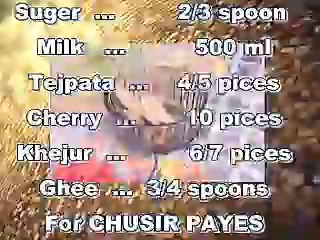 Suger ... 2/3 spoon
Milk ... 500 ml
Tejpata ... 4/5 pices
Cherry ... 10 pices
Khejur ... 6/7 pices
Ghee ... 3/4 spoons
For CHUSIR PAYES